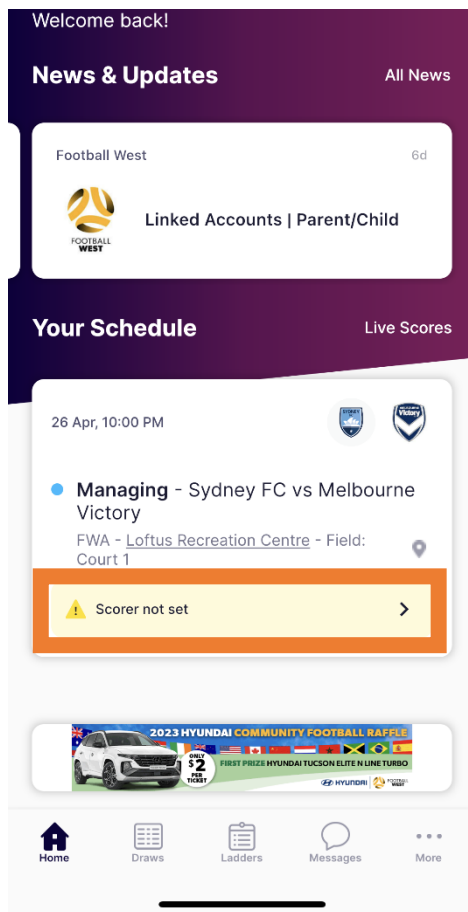 Welcome back!
News & Updates
All News
Football West
6d
FOOTBALL
WEST
Linked Accounts | Parent/Child
Your Schedule
Live Scores
26 Apr, 10:00 PM
SYDNEY
Victory
Managing - Sydney FC vs Melbourne
Victory
FWA - Loftus Recreation Centre - Field:
Court 1
Scorer not set
2023 HYUNDAI COMMUNITY FOOTBALL RAFFLE
ONLY
$2
PER
TICKET
FIRST PRIZE HYUNDAI TUCSON ELITE N LINE TURBO
HYUNDAI
FOOTBALL
WEST
Home
Draws
Ladders
Messages
More